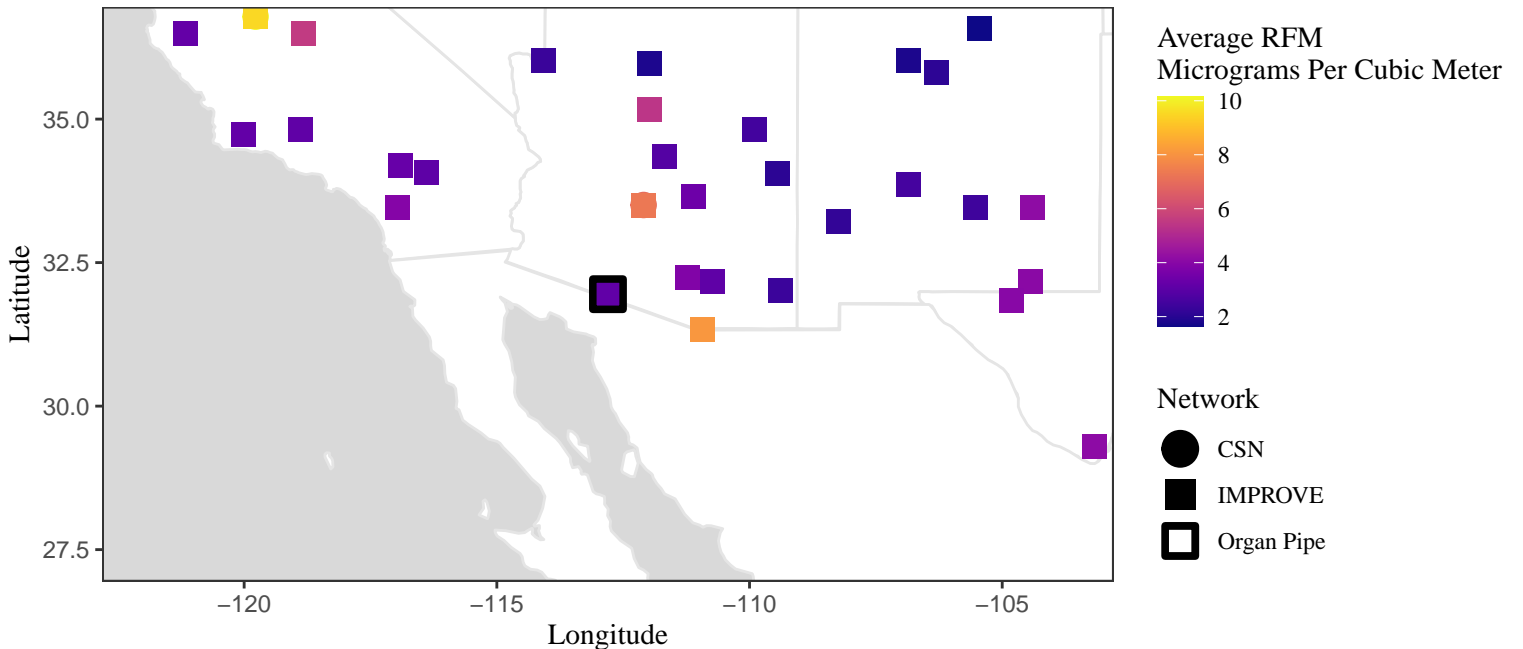 35.0
32.5
30.0
27.5
Latitude
−120
−115
−110
−105
Longitude
Average RFM
Micrograms Per Cubic Meter
10
8
6
4
2
Network
CSN
IMPROVE
Organ Pipe